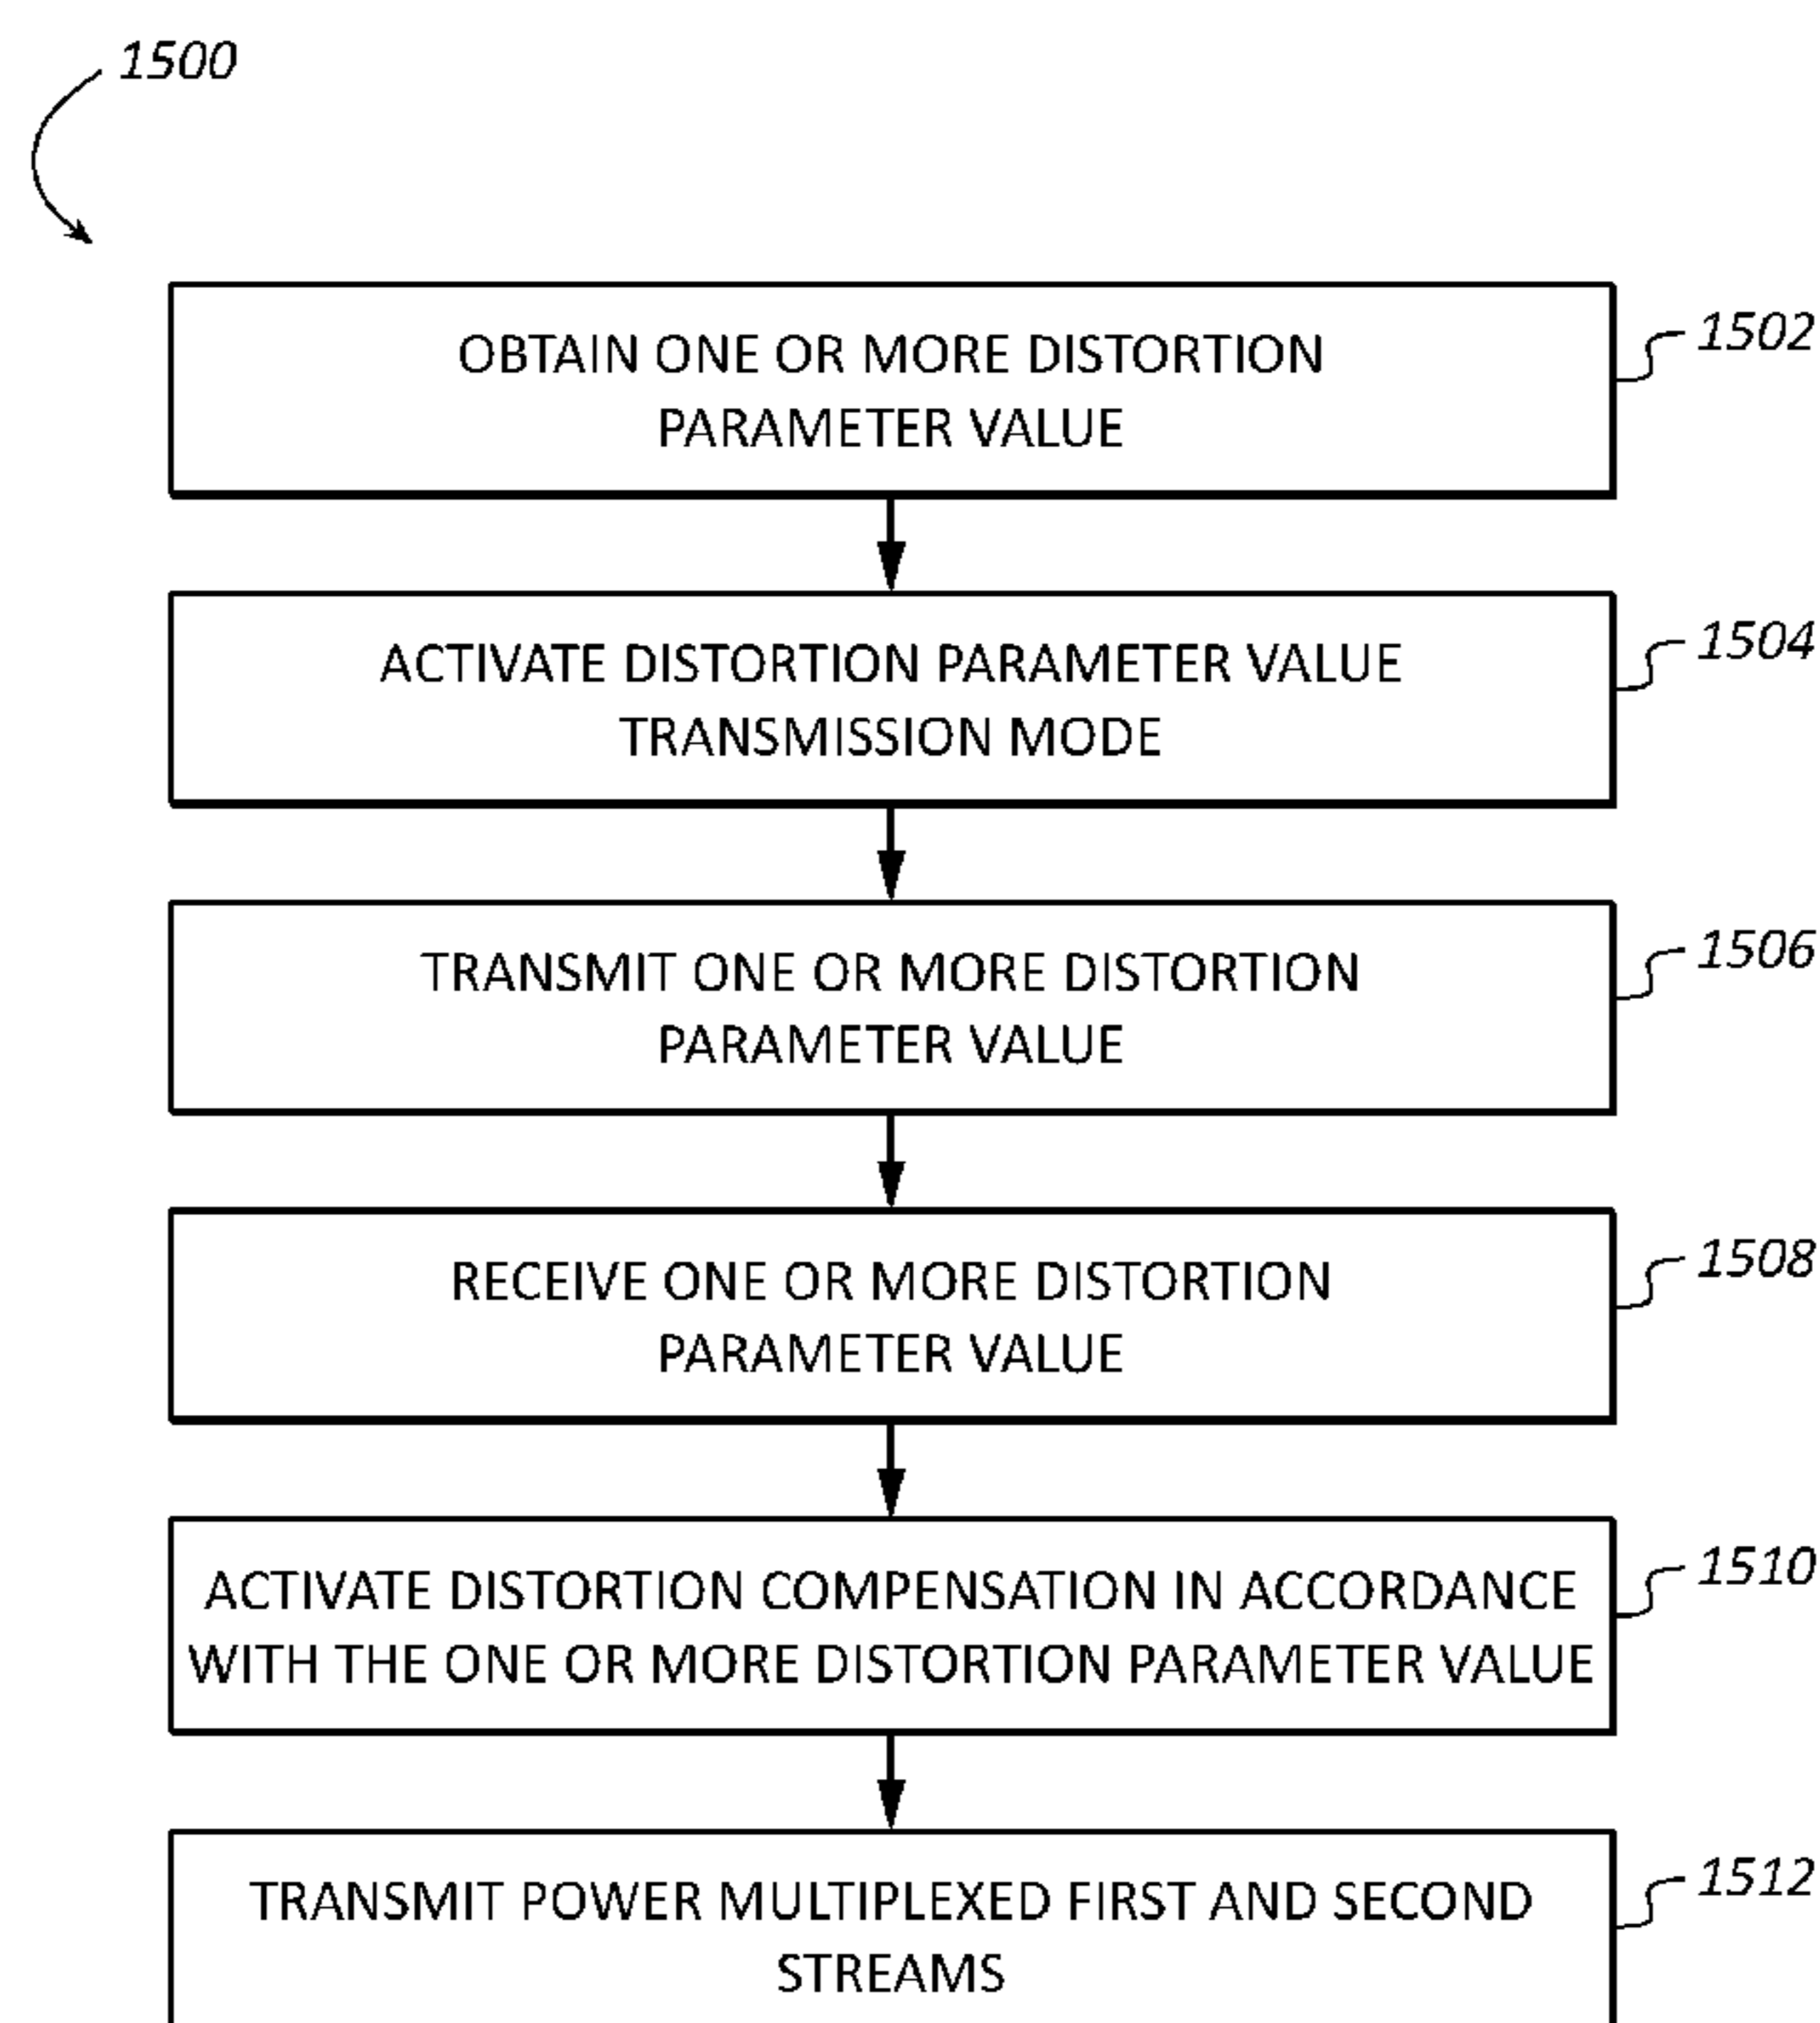 1500
OBTAIN ONE OR MORE DISTORTION
PARAMETER VALUE
1502
ACTIVATE DISTORTION PARAMETER VALUE
TRANSMISSION MODE
1504
TRANSMIT ONE OR MORE DISTORTION
PARAMETER VALUE
1506
RECEIVE ONE OR MORE DISTORTION
PARAMETER VALUE
1508
ACTIVATE DISTORTION COMPENSATION IN ACCORDANCE
WITH THE ONE OR MORE DISTORTION PARAMETER VALUE
1510
TRANSMIT POWER MULTIPLEXED FIRST AND SECOND
STREAMS
1512